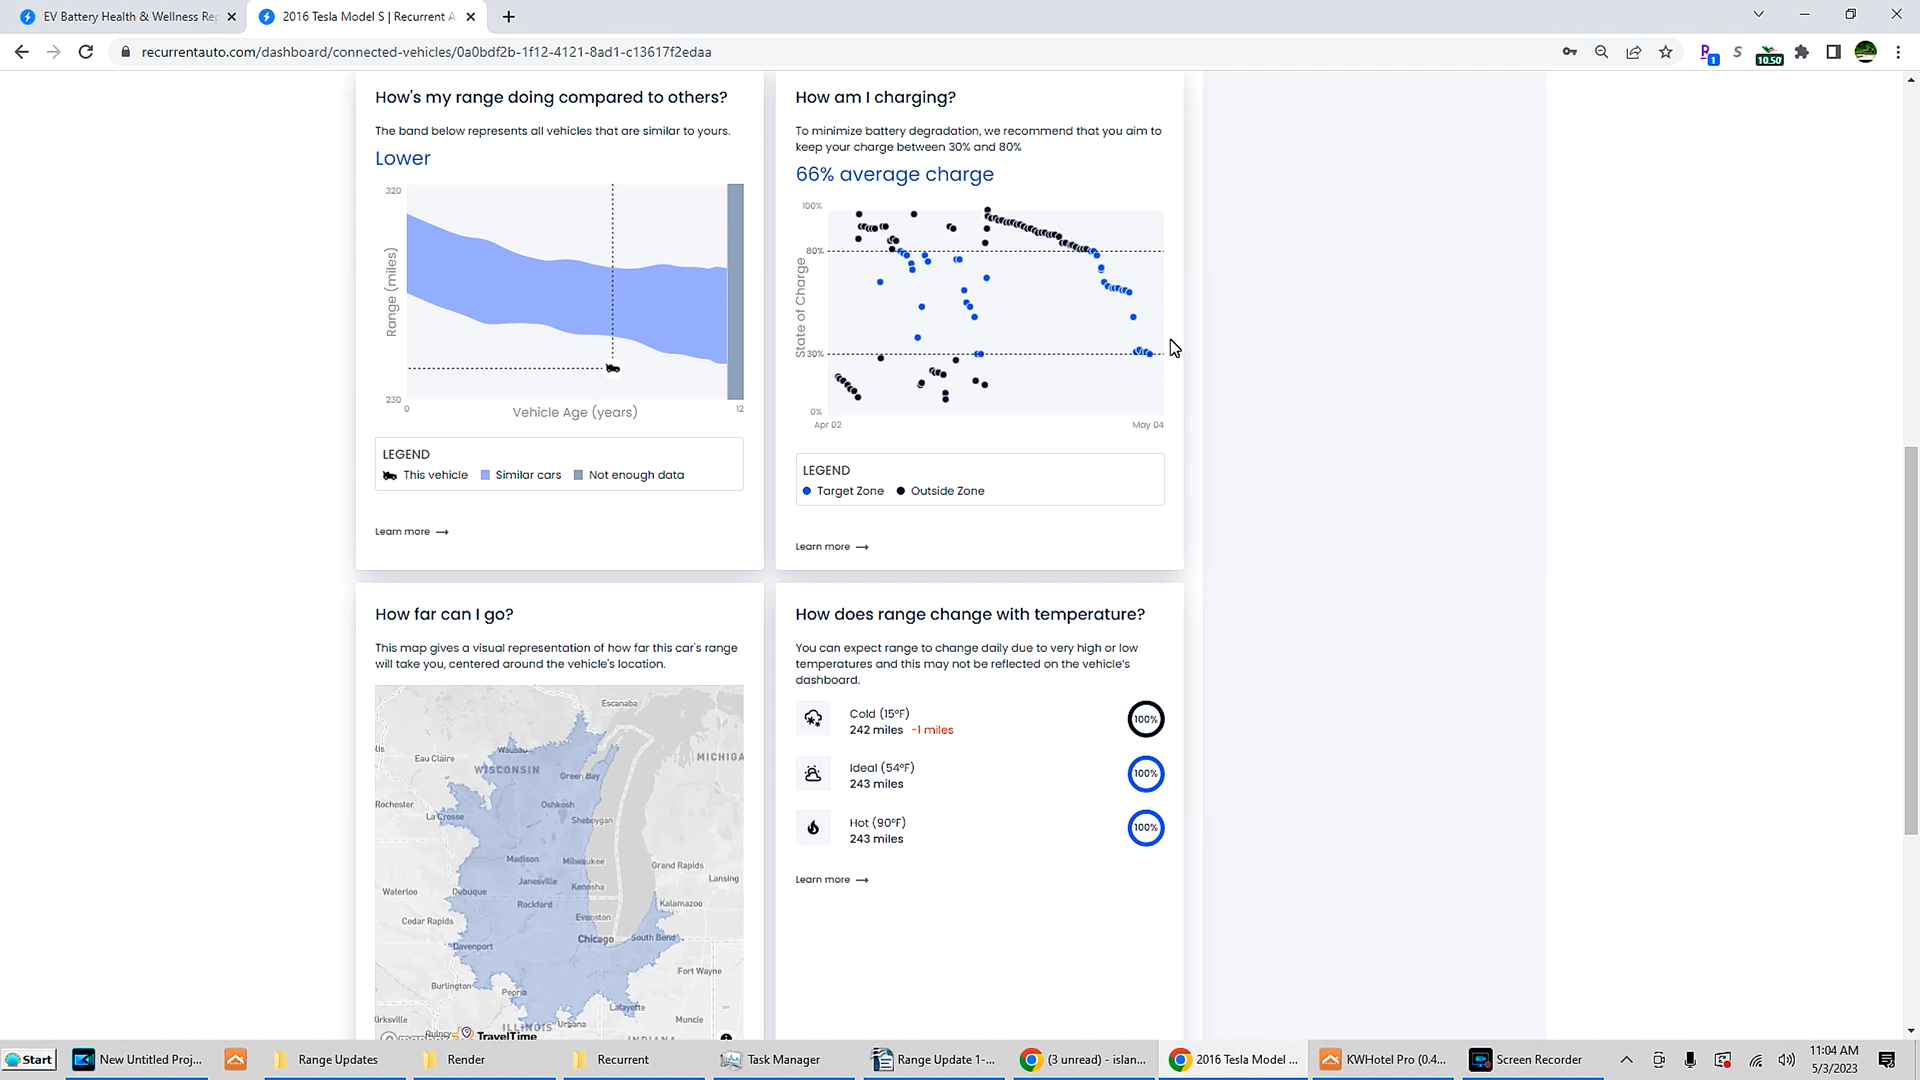 EV Battery Health & Wellness Re
2016 Tesla Model S | Recurrent A
recurrentauto.com/dashboard/connected-vehicles/0a0bdf2b-1f12-4121-8ad1-c13617f2edaa
1
10.50
How's my range doing compared to others?
The band below represents all vehicles that are similar to yours.
Lower
320
Range (miles)
230
0
Vehicle Age (years)
12
LEGEND
This vehicle
Similar cars
Not enough data
Learn more →
How am I charging?
To minimize battery degradation, we recommend that you aim to
keep your charge between 30% and 80%
66% average charge
100%
80%
State of Charge
30%
0%
Apr 02
May 04
LEGEND
Target Zone
Outside Zone
Learn more →
How far can I go?
This map gives a visual representation of how far this car's range
will take you, centered around the vehicle's location.
Escanaba
Wausau
Eau Claire
MICHIGA
WISCONSIN
Green Bay
Rochester
Oshkosh
La Crosse
Sheboygan
Madison
Milwaukee
Grand Rapids
Janesville
Lansing
Waterloo
Dubuque
Kenosha
Rockford
Kalamazoo
Cedar Rapids
Evanston
Chicago
South Bend
Davenport
Fort Wayne
Burlington
Peoria
Lafayette
Kirksville
Quincy
ILLINOIS
Urbana
Muncie
mapbox
TravelTime
INDIANA
How does range change with temperature?
You can expect range to change daily due to very high or low
temperatures and this may not be reflected on the vehicle's
dashboard.
Cold (15°F)
242 miles -1 miles
100%
Ideal (54°F)
243 miles
100%
Hot (90°F)
243 miles
100%
Learn more →
Start
New Untitled Proj...
Range Updates
Render
Recurrent
Task Manager
Range Update 1-...
(3 unread) - islan...
2016 Tesla Model ...
KWHotel Pro (0.4...
Screen Recorder
11:04 AM
5/3/2023